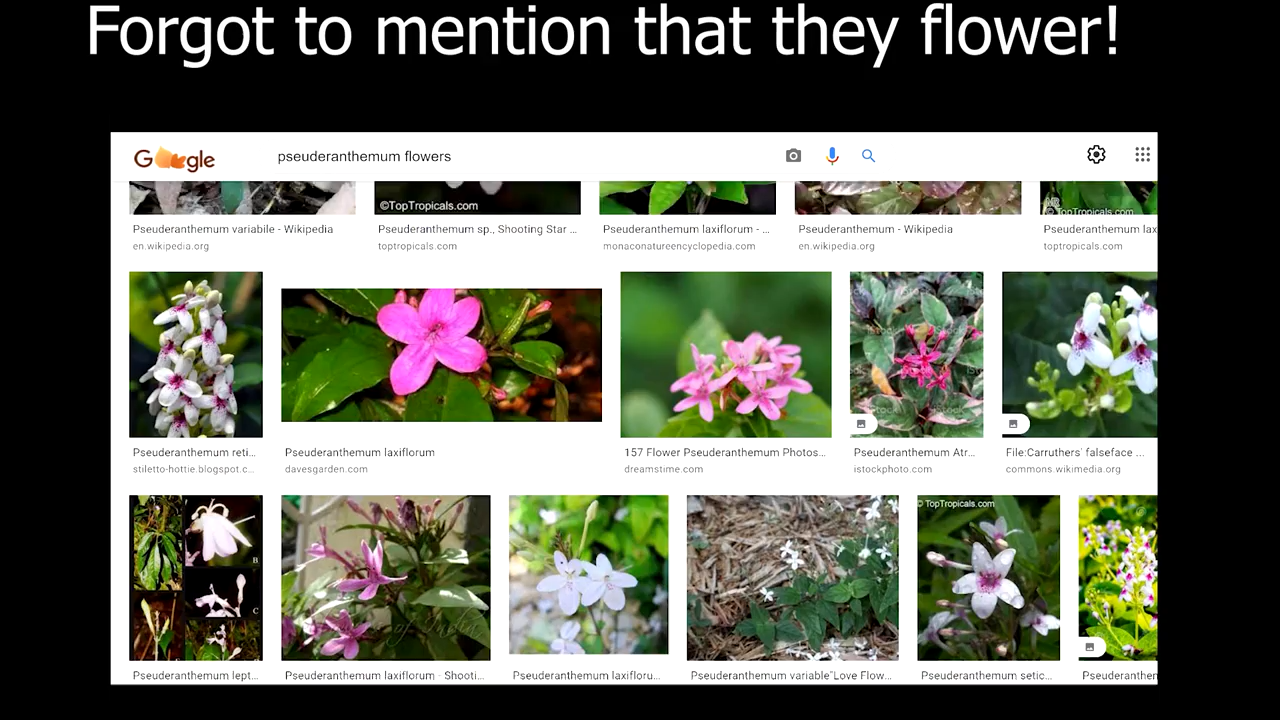 Forgot to mention that they flower!
Google
pseuderanthemum flowers
©TopTropicals.com
© TopTropicals.com
Pseuderanthemum variabile - Wikipedia
en.wikipedia.org
Pseuderanthemum sp., Shooting Star ...
toptropicals.com
Pseuderanthemum laxiflorum - ...
monaconatureencyclopedia.com
Pseuderanthemum - Wikipedia
en.wikipedia.org
Pseuderanthemum lax
toptropicals.com
Pseuderanthemum reti...
stiletto-hottie.blogspot.c...
Pseuderanthemum laxiflorum
davesgarden.com
157 Flower Pseuderanthemum Photos...
dreamstime.com
Pseuderanthemum Atr...
istockphoto.com
File:Carruthers' falseface ...
commons.wikimedia.org
B
C
© TopTropicals.com
Pseuderanthemum lept...
Pseuderanthemum laxiflorum - Shooti...
Pseuderanthemum laxifloru...
Pseuderanthemum variable"Love Flow...
Pseuderanthemum setic...
Pseuderanthem